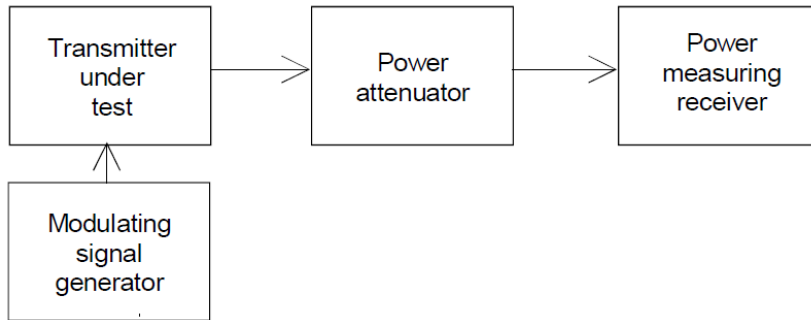 Transmitter
under
test
Power
attenuator
Power
measuring
receiver
Modulating
signal
generator